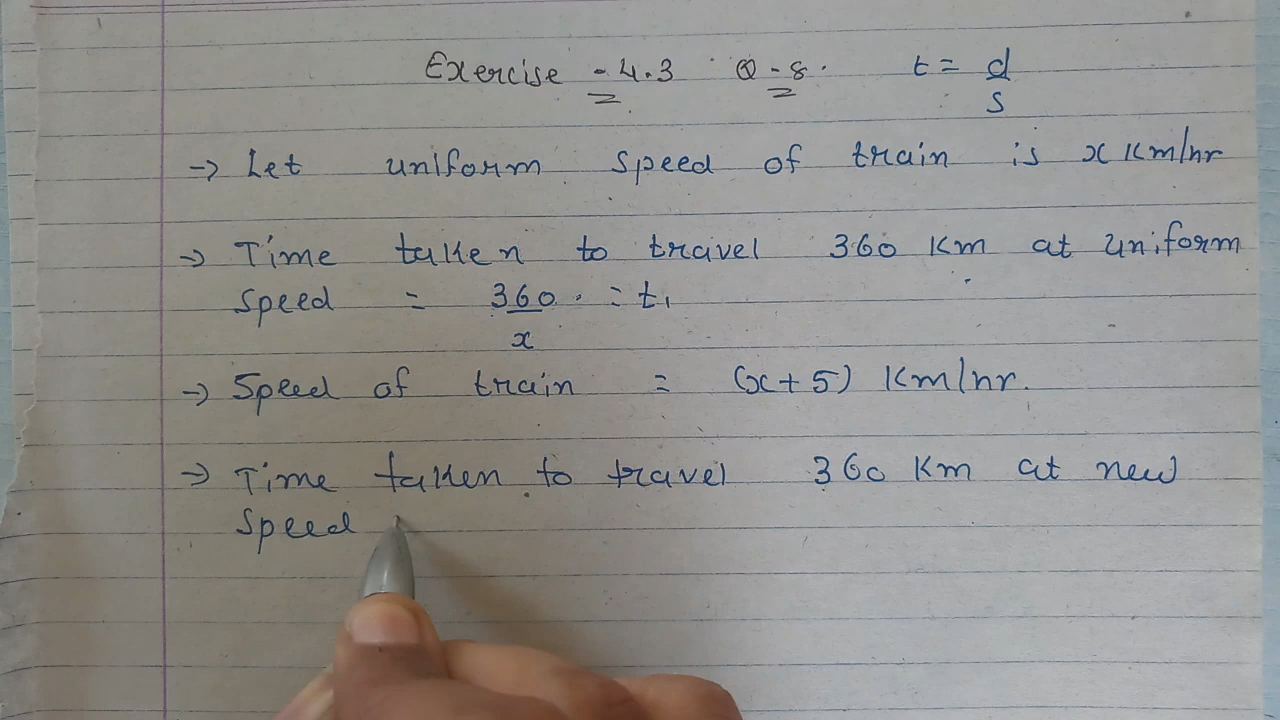 Exercise - 4.3 Q - 8. t = d/s
→ Let uniform speed of train is x Km/hr
→ Time taken to travel 360 Km at uniform
speed = 360/x = t₁
→ Speed of train = (x+5) Km/hr.
→ Time taken to travel 360 Km at new
speed